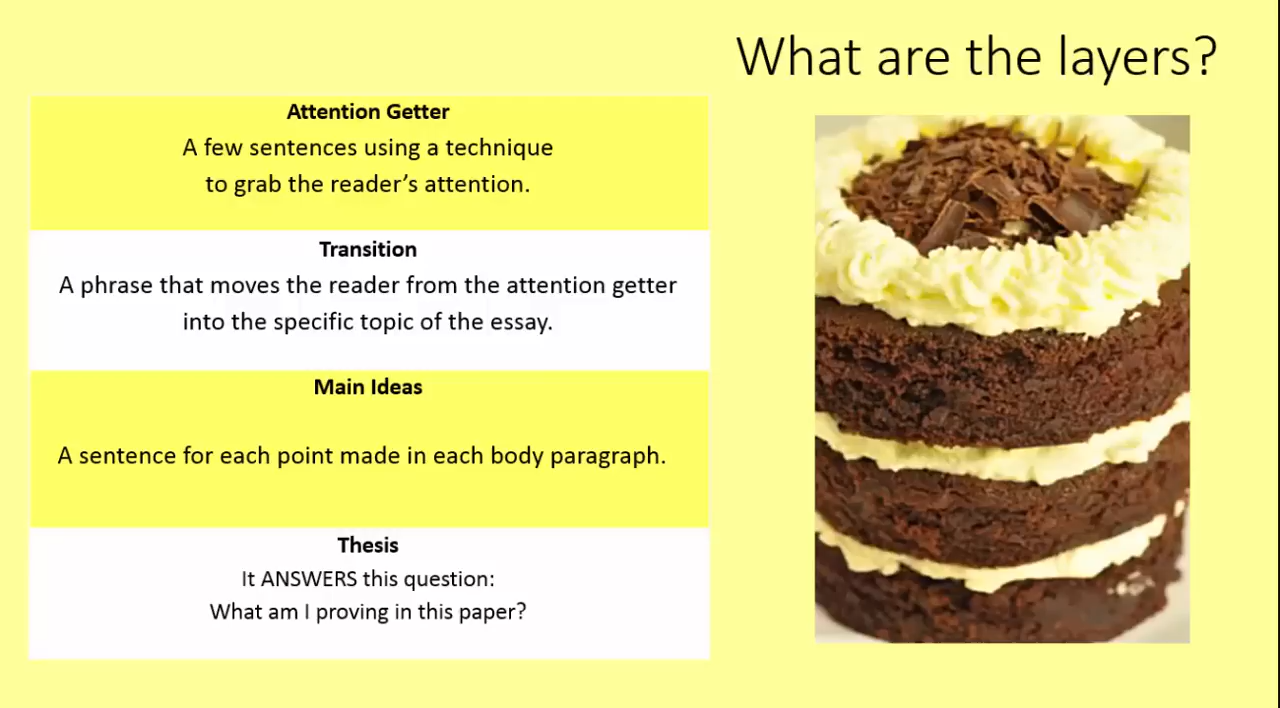 What are the layers?
Attention Getter
A few sentences using a technique
to grab the reader’s attention.
Transition
A phrase that moves the reader from the attention getter
into the specific topic of the essay.
Main Ideas
A sentence for each point made in each body paragraph.
Thesis
It ANSWERS this question:
What am I proving in this paper?